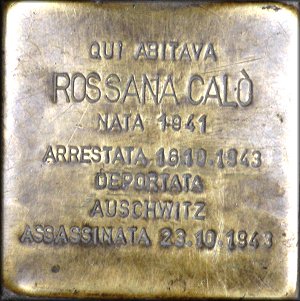 QUI ABITAVA
ROSSANA CALÒ
NATA 1941
ARRESTATA 16.10.1943
DEPORTATA
AUSCHWITZ
ASSASSINATA 23.10.1943